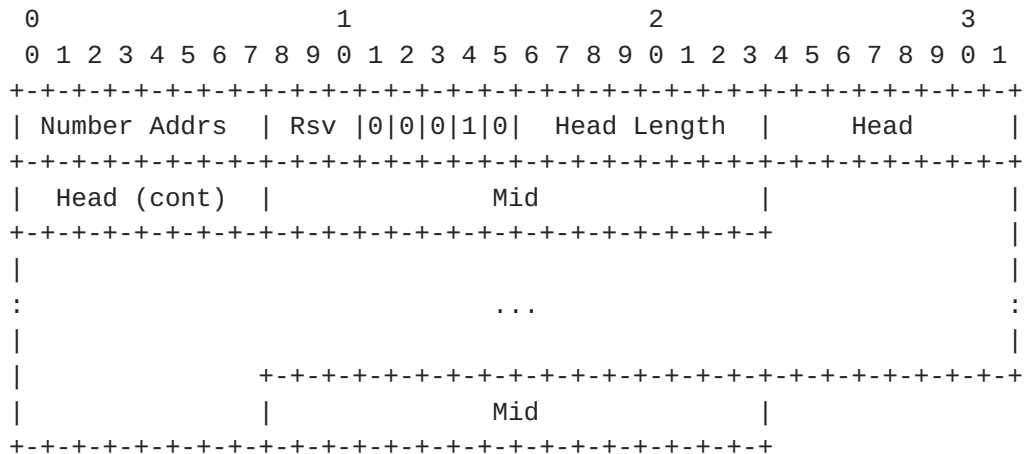 0                   1                   2                   3
 0 1 2 3 4 5 6 7 8 9 0 1 2 3 4 5 6 7 8 9 0 1 2 3 4 5 6 7 8 9 0 1
+-+-+-+-+-+-+-+-+-+-+-+-+-+-+-+-+-+-+-+-+-+-+-+-+-+-+-+-+-+-+-+-+
| Number Addrs  | Rsv |0|0|0|1|0|  Head Length  |     Head      |
+-+-+-+-+-+-+-+-+-+-+-+-+-+-+-+-+-+-+-+-+-+-+-+-+-+-+-+-+-+-+-+-+
|  Head (cont)  |              Mid              |               |
+-+-+-+-+-+-+-+-+-+-+-+-+-+-+-+-+-+-+-+-+-+-+-+-+               |
|                                                               |
:                              ...                              :
|                                                               |
|               +-+-+-+-+-+-+-+-+-+-+-+-+-+-+-+-+-+-+-+-+-+-+-+-+
|               |              Mid              |
+-+-+-+-+-+-+-+-+-+-+-+-+-+-+-+-+-+-+-+-+-+-+-+-+